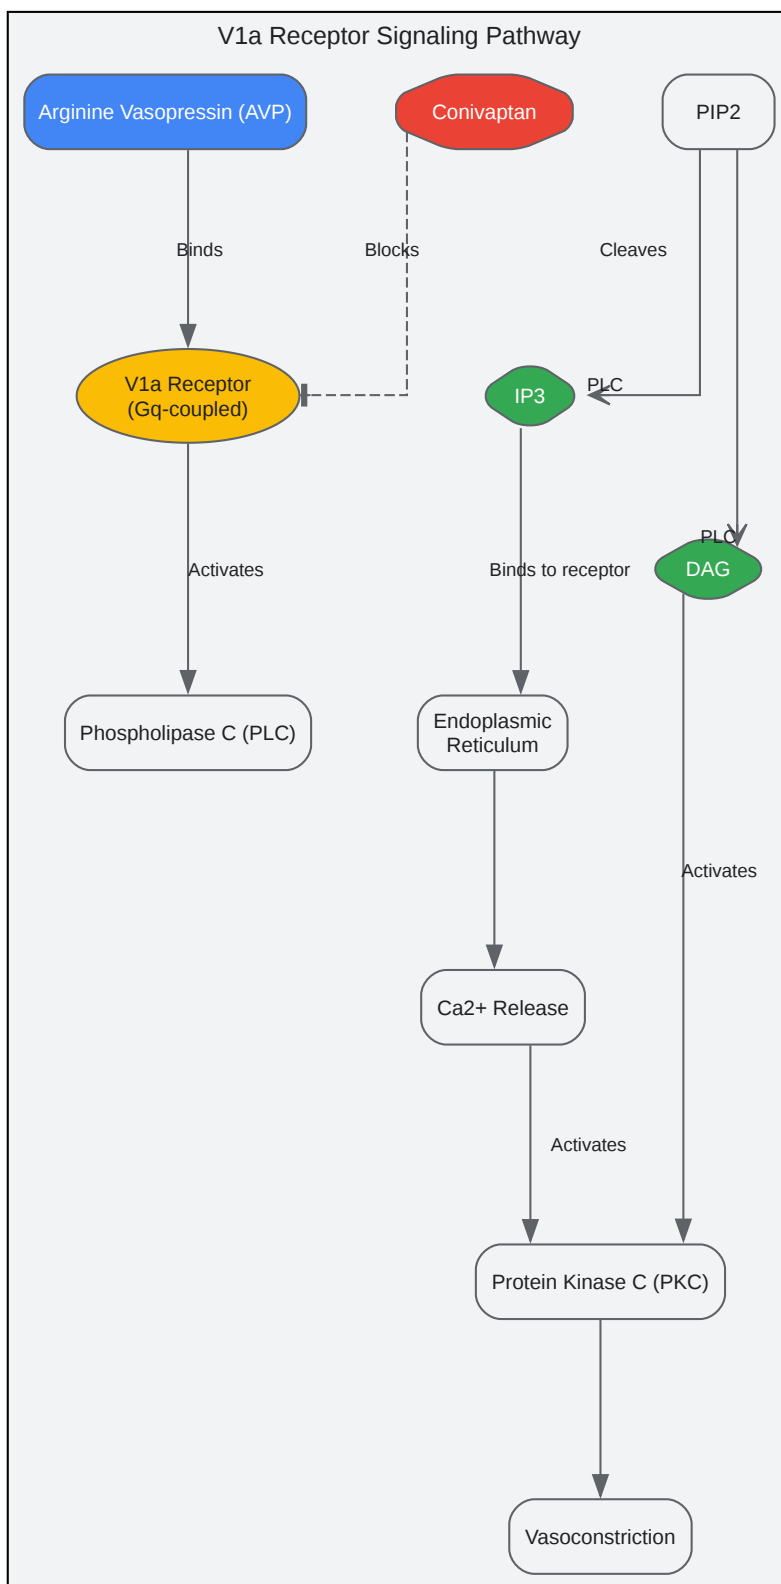 V1a Receptor Signaling Pathway
Arginine Vasopressin (AVP)
Conivaptan
PIP2
Binds
Blocks
Cleaves
V1a Receptor
(Gq-coupled)
IP3
PLC
PLC
DAG
Activates
Binds to receptor
Phospholipase C (PLC)
Endoplasmic
Reticulum
Activates
Ca2+ Release
Activates
Protein Kinase C (PKC)
Vasoconstriction